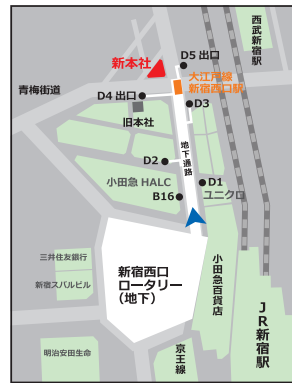 新本社
D5 出口
西武新宿駅
大江戸線
新宿西口駅
青梅街道
D4 出口
D3
旧本社
地下通路
D2
小田急 HALC
D1
ユニクロ
B16
三井住友銀行
新宿スバルビル
新宿西口
ロータリー
(地下)
小田急百貨店
JR新宿駅
明治安田生命
京王線